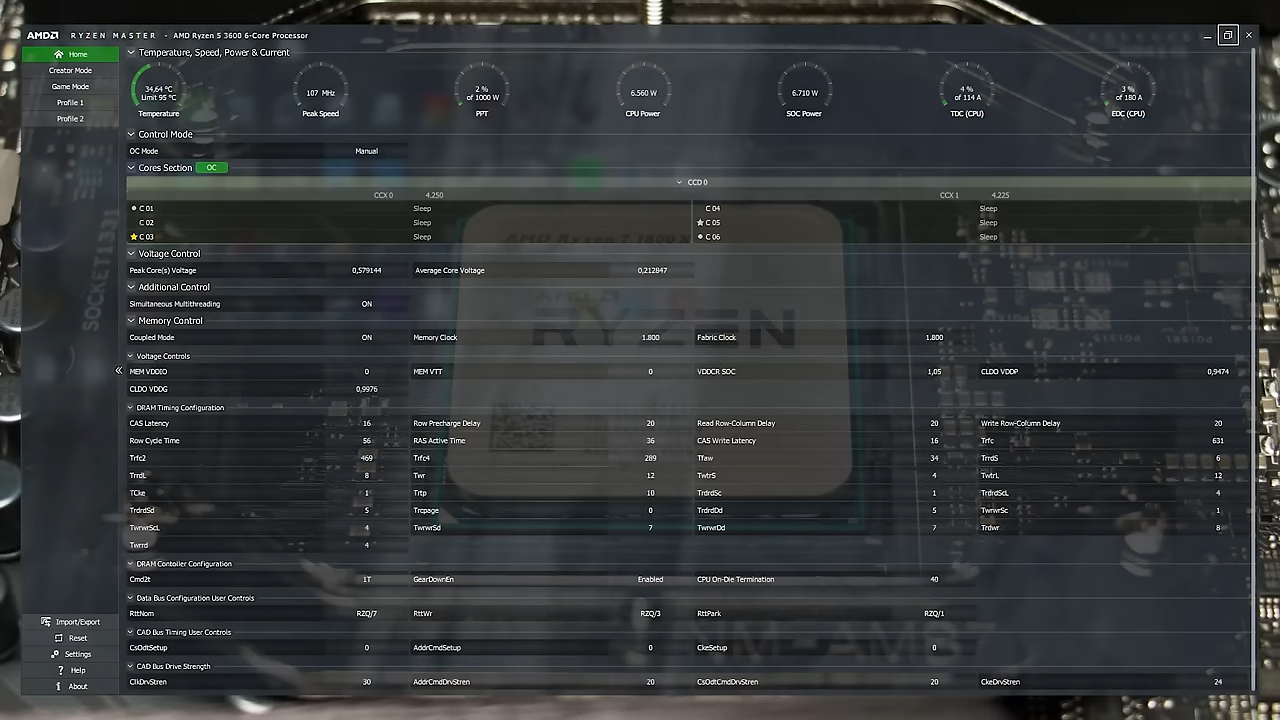 AMD RYZEN MASTER - AMD Ryzen 5 3600 6-Core Processor
Home
Creator Mode
Game Mode
Profile 1
Profile 2
Temperature, Speed, Power & Current
34,64 °C 107 MHz 2 % 6.560 W 6.710 W 4 % 3 %
Limit 95 °C of 1000 W of 114 A of 180 A
Temperature Peak Speed PPT CPU Power SOC Power TDC (CPU) EDC (CPU)
Control Mode
OC Mode Manual
Cores Section OC
CCD 0
CCX 0 4.250 CCX 1 4.225
C 01 Sleep C 04 Sleep
C 02 Sleep C 05 Sleep
C 03 Sleep C 06 Sleep
Voltage Control
Peak Core(s) Voltage 0,579144 Average Core Voltage 0,212847
Additional Control
Simultaneous Multithreading ON
Memory Control
Coupled Mode ON Memory Clock 1.800 Fabric Clock 1.800
Voltage Controls
MEM VDDIO 0 MEM VTT 0 VDDCR SOC 1,05 CLDO VDDP 0,9474
CLDO VDDG 0,9976
DRAM Timing Configuration
CAS Latency 16 Row Precharge Delay 20 Read Row-Column Delay 20 Write Row-Column Delay 20
Row Cycle Time 56 RAS Active Time 36 CAS Write Latency 16 Trfc 631
Trfc2 469 Trfc4 289 Tfaw 34 TrrdS 6
TrrdL 8 Twr 12 TwtrS 4 TwtrL 12
TCke 1 Trtp 10 TrdrdSc 1 TrdrdScL 4
TrdrdSd 5 Trcpage 0 TrdrdDd 5 TwrwrSc 1
TwrwrScL 4 TwrwrSd 7 TwrwrDd 7 Trdwr 8
Twrrd 4
DRAM Contoller Configuration
Cmd2t 1T GearDownEn Enabled CPU On-Die Termination 40
Data Bus Configuration User Controls
RttNom RZQ/7 RttWr RZQ/3 RttPark RZQ/1
CAD Bus Timing User Controls
CsOdtSetup 0 AddrCmdSetup 0 CkeSetup 0
CAD Bus Drive Strength
ClkDrvStren 30 AddrCmdDrvStren 20 CsOdtCmdDrvStren 20 CkeDrvStren 24
Import/Export
Reset
Settings
Help
About
SOCKET1331
RYZEN